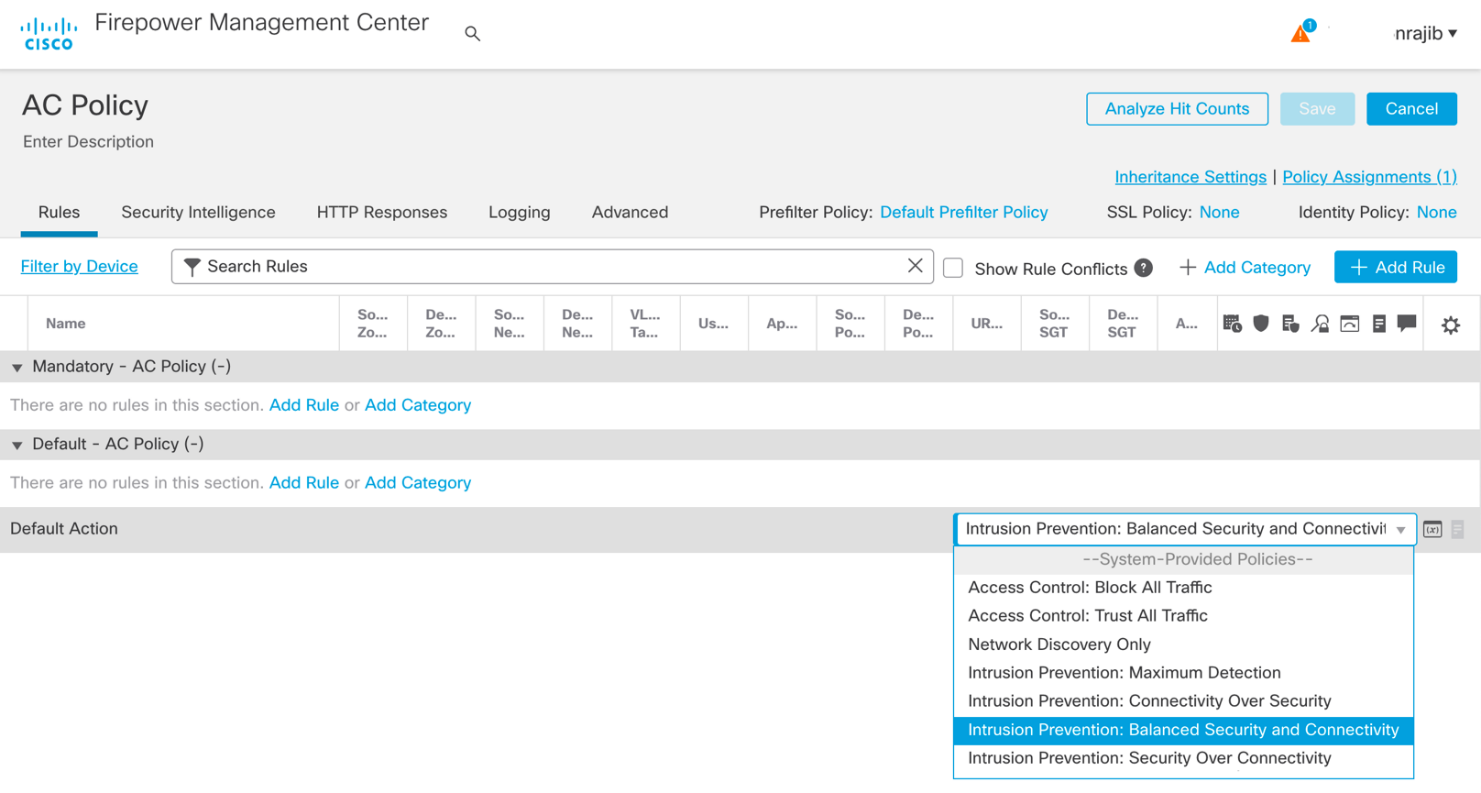 CISCO
Firepower Management Center
1
nrajib ▾
AC Policy
Analyze Hit Counts
Save
Cancel
Enter Description
Inheritance Settings | Policy Assignments (1)
Rules
Security Intelligence
HTTP Responses
Logging
Advanced
Prefilter Policy: Default Prefilter Policy
SSL Policy: None
Identity Policy: None
Filter by Device
Search Rules
Show Rule Conflicts ?
+ Add Category
+ Add Rule
Name
So... Zo...
De... Zo...
So... Ne...
De... Ne...
VL... Ta...
Us...
Ap...
So... Po...
De... Po...
UR...
So... SGT
De... SGT
A...
Mandatory - AC Policy (-)
There are no rules in this section. Add Rule or Add Category
Default - AC Policy (-)
There are no rules in this section. Add Rule or Add Category
Default Action
Intrusion Prevention: Balanced Security and Connectivit
(x)
--System-Provided Policies--
Access Control: Block All Traffic
Access Control: Trust All Traffic
Network Discovery Only
Intrusion Prevention: Maximum Detection
Intrusion Prevention: Connectivity Over Security
Intrusion Prevention: Balanced Security and Connectivity
Intrusion Prevention: Security Over Connectivity